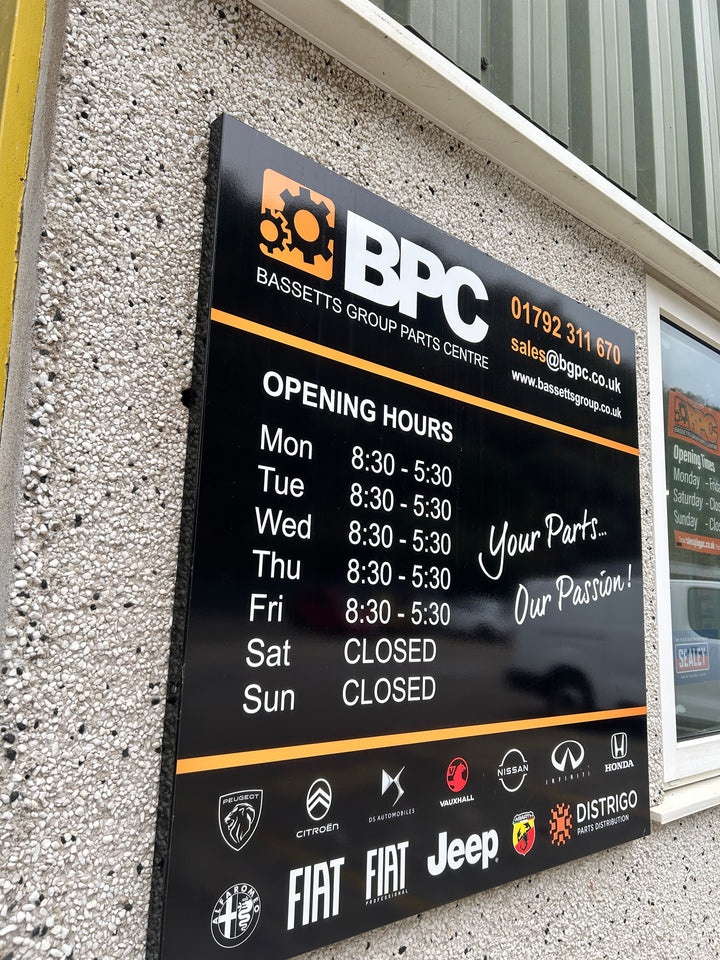 BPC
BASSETTS GROUP PARTS CENTRE
01792 311 670
sales@bgpc.co.uk
www.bassettsgroup.co.uk
OPENING HOURS
Mon 8:30 - 5:30
Tue 8:30 - 5:30
Wed 8:30 - 5:30
Thu 8:30 - 5:30
Fri 8:30 - 5:30
Sat CLOSED
Sun CLOSED
Your Parts...
Our Passion!
PEUGEOT
CITROËN
DS AUTOMOBILES
VAUXHALL
NISSAN
INFINITI
HONDA
ALFA ROMEO
FIAT
FIAT
PROFESSIONAL
Jeep
ABARTH
DISTRIGO
PARTS DISTRIBUTION
BPC
Opening Times
Monday -
Saturday -
Sunday -
SEALEY